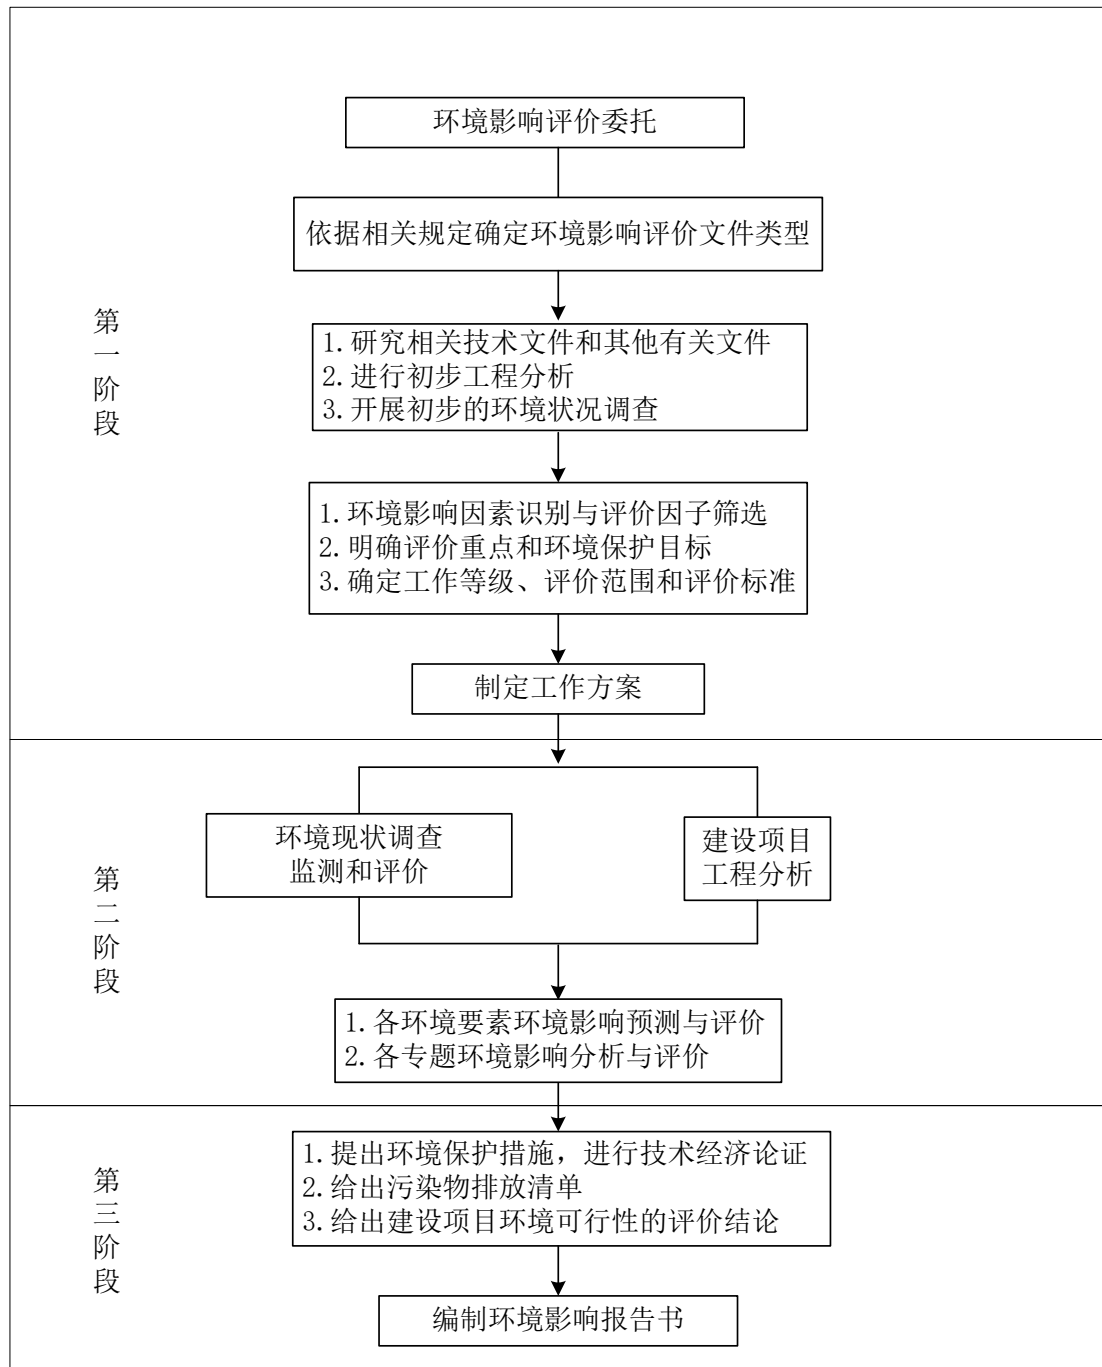 环境影响评价委托
依据相关规定确定环境影响评价文件类型
第一阶段
1.研究相关技术文件和其他有关文件
2.进行初步工程分析
3.开展初步的环境状况调查
1.环境影响因素识别与评价因子筛选
2.明确评价重点和环境保护目标
3.确定工作等级、评价范围和评价标准
制定工作方案
第二阶段
环境现状调查
监测和评价
建设项目
工程分析
1.各环境要素环境影响预测与评价
2.各专题环境影响分析与评价
第三阶段
1.提出环境保护措施，进行技术经济论证
2.给出污染物排放清单
3.给出建设项目环境可行性的评价结论
编制环境影响报告书